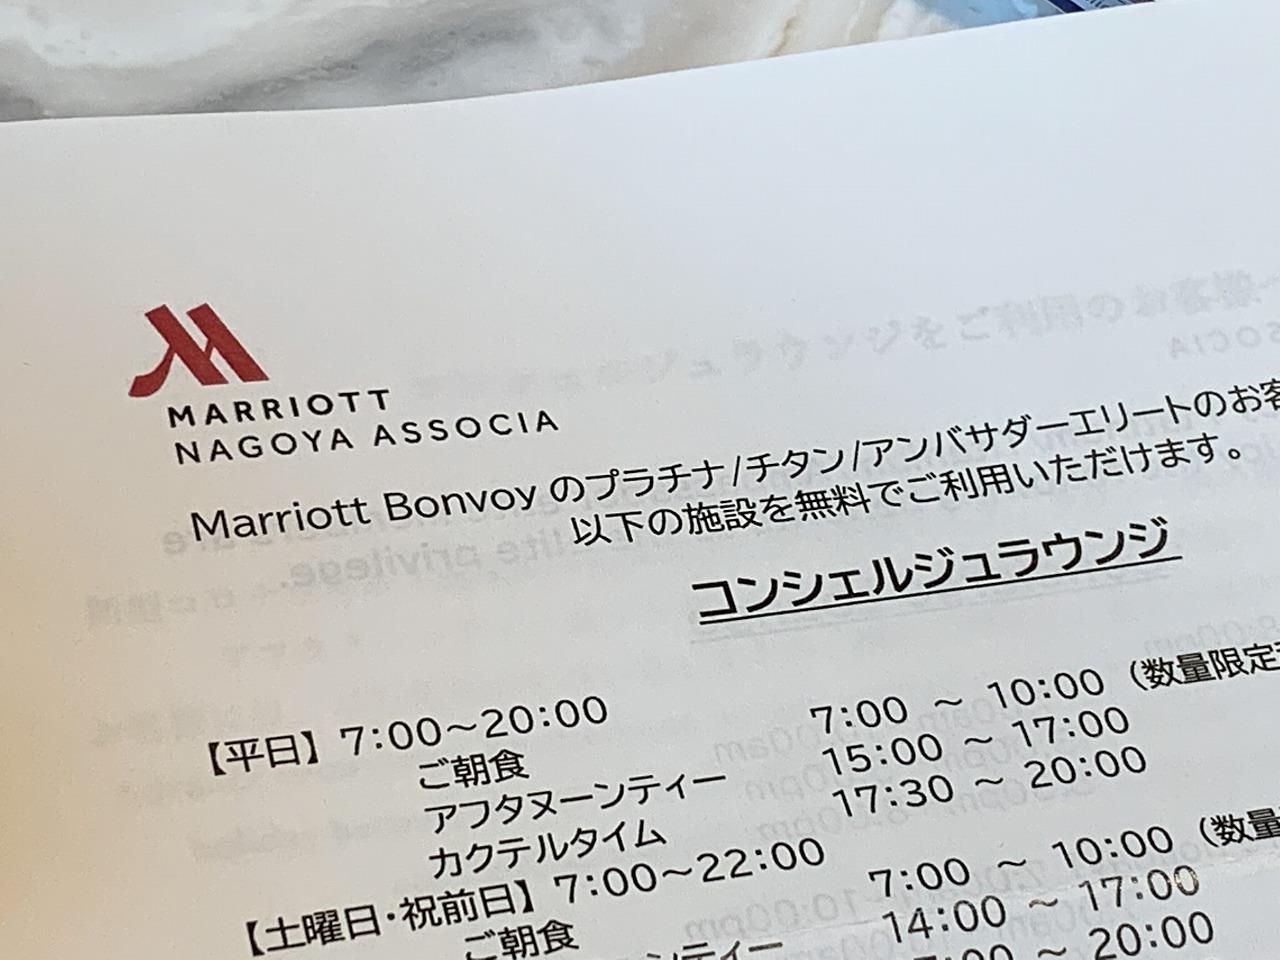 MARRIOTT
NAGOYA ASSOCIA
Marriott Bonvoy のプラチナ/チタン/アンバサダーエリートのお客
以下の施設を無料でご利用いただけます。
コンシェルジュラウンジ
【平日】7:00～20:00
ご朝食 7:00 ～ 10:00（数量限定
アフタヌーンティー 15:00 ～ 17:00
カクテルタイム 17:30 ～ 20:00
【土曜日・祝前日】7:00～22:00
ご朝食 7:00 ～ 10:00（数量
ンティー 14:00 ～ 17:00
～ 20:00